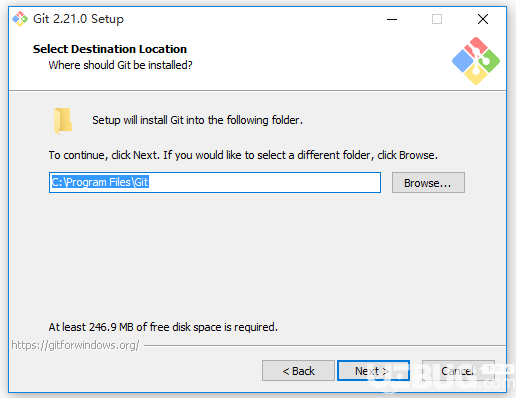 Git 2.21.0 Setup
Select Destination Location
Where should Git be installed?
Setup will install Git into the following folder.
To continue, click Next. If you would like to select a different folder, click Browse.
C:\Program Files\Git
Browse...
At least 246.9 MB of free disk space is required.
https://gitforwindows.org/
< Back
Next >
Cancel